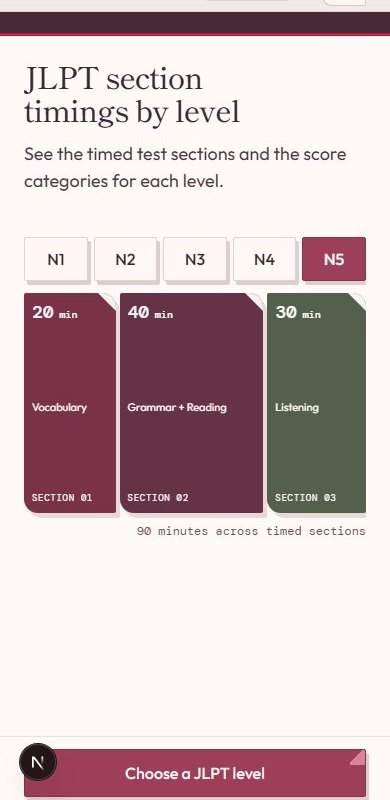 JLPT section
timings by level
See the timed test sections and the score
categories for each level.
N1
N2
N3
N4
N5
20 min
Vocabulary
SECTION 01
40 min
Grammar + Reading
SECTION 02
30 min
Listening
SECTION 03
90 minutes across timed sections
N
Choose a JLPT level